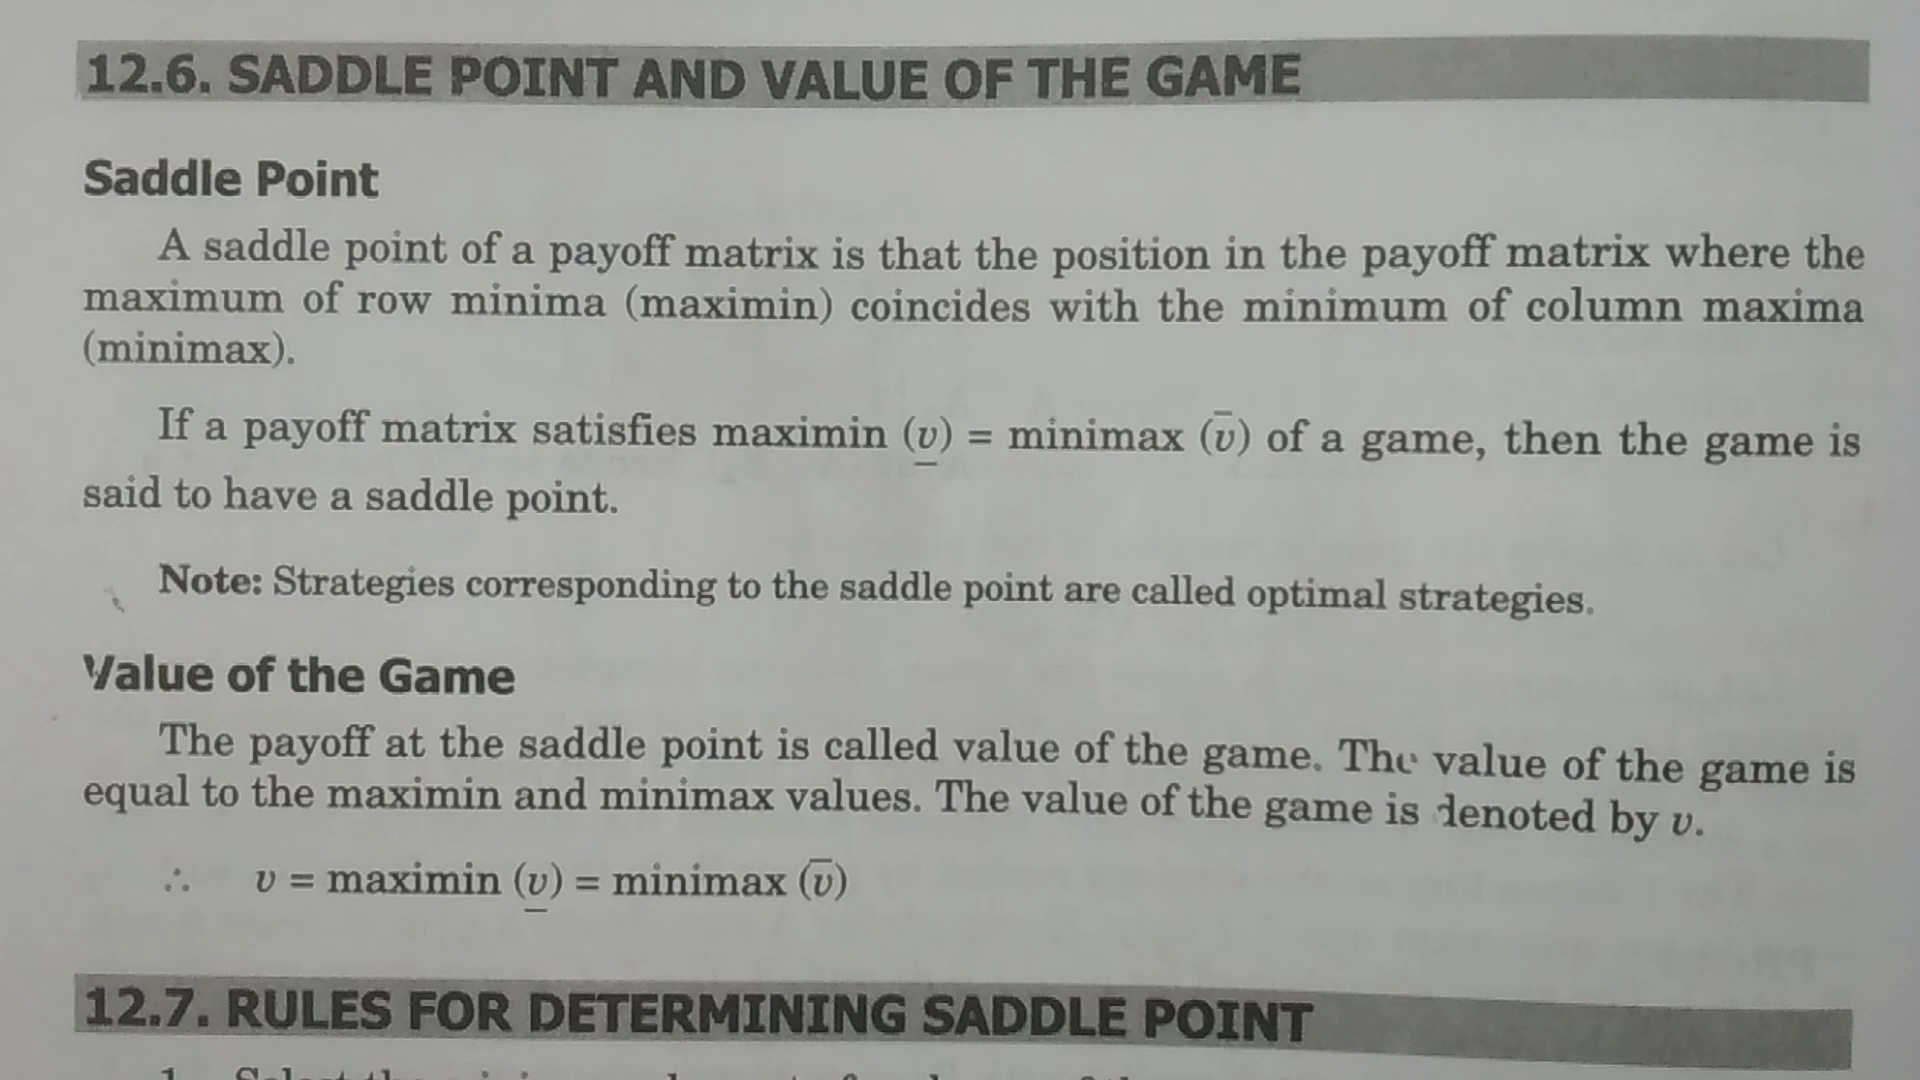 12.6. SADDLE POINT AND VALUE OF THE GAME
Saddle Point
A saddle point of a payoff matrix is that the position in the payoff matrix where the
maximum of row minima (maximin) coincides with the minimum of column maxima
(minimax).
If a payoff matrix satisfies maximin (v̲) = minimax (v̅) of a game, then the game is
said to have a saddle point.
Note: Strategies corresponding to the saddle point are called optimal strategies.
Value of the Game
The payoff at the saddle point is called value of the game. The value of the game is
equal to the maximin and minimax values. The value of the game is denoted by v.
∴ v = maximin (v̲) = minimax (v̅)
12.7. RULES FOR DETERMINING SADDLE POINT